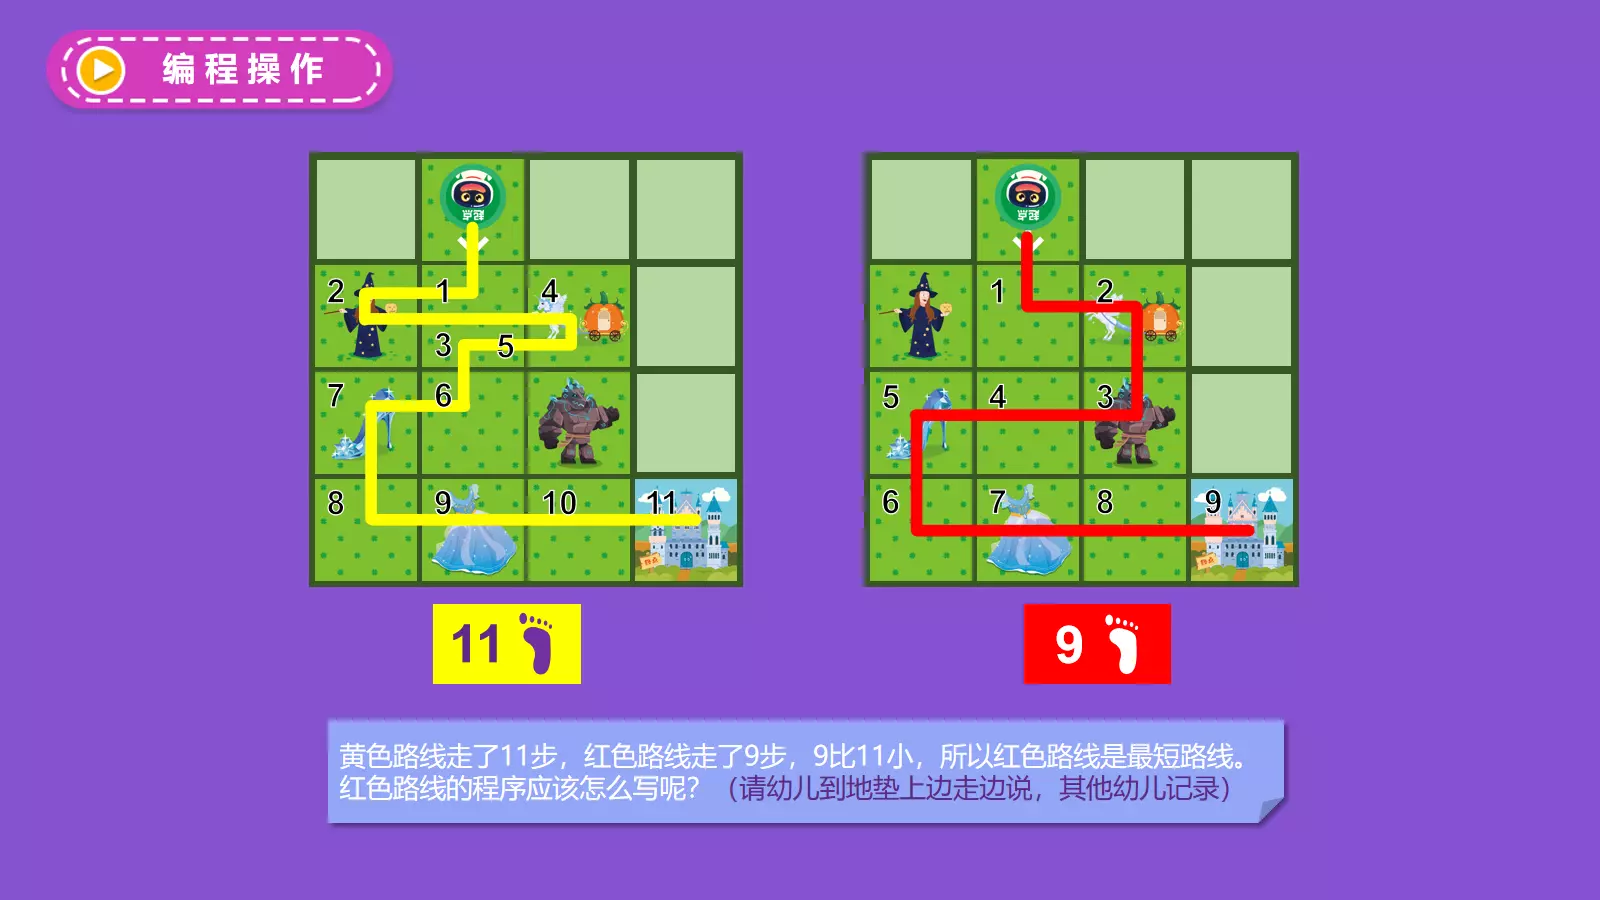 编程操作
起点
2 1 4
3 5
7 6
8 9 10 11
起点
1 2
5 4 3
6 7 8 9
11
9
黄色路线走了11步，红色路线走了9步，9比11小，所以红色路线是最短路线。
红色路线的程序应该怎么写呢？（请幼儿到地垫上边走边说，其他幼儿记录）